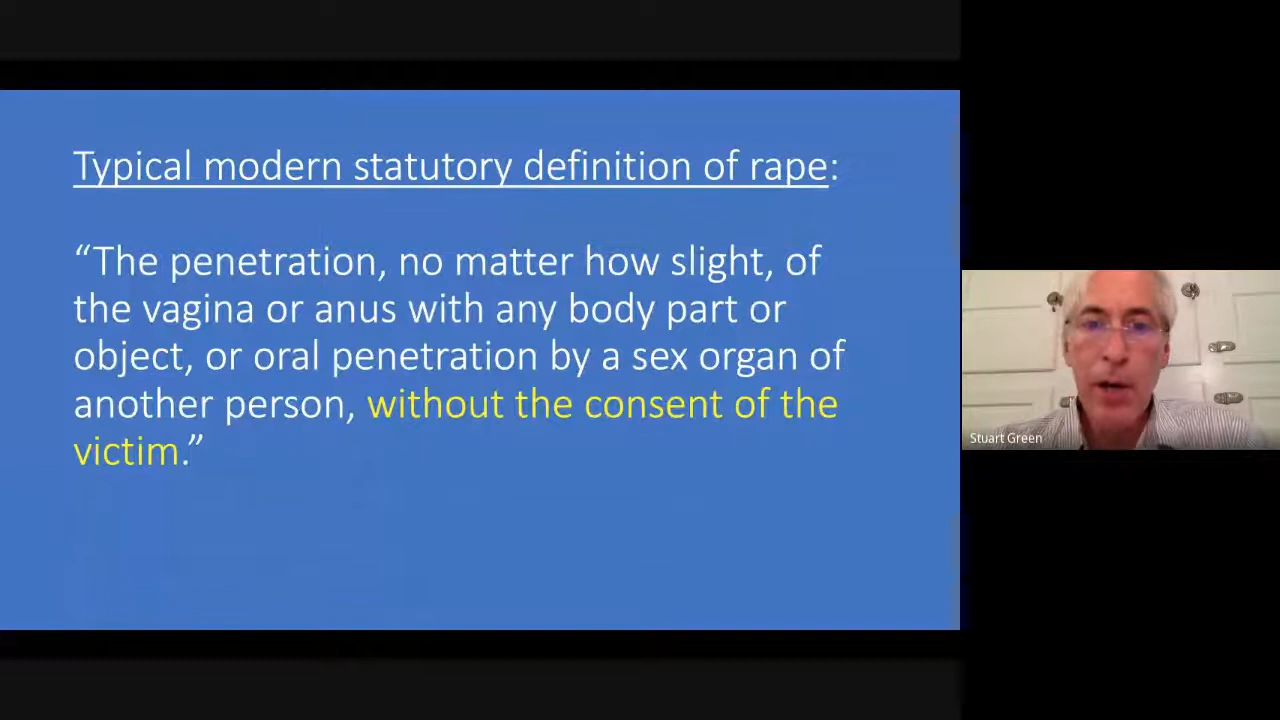 Typical modern statutory definition of rape:
“The penetration, no matter how slight, of
the vagina or anus with any body part or
object, or oral penetration by a sex organ of
another person, without the consent of the
victim.”
Stuart Green